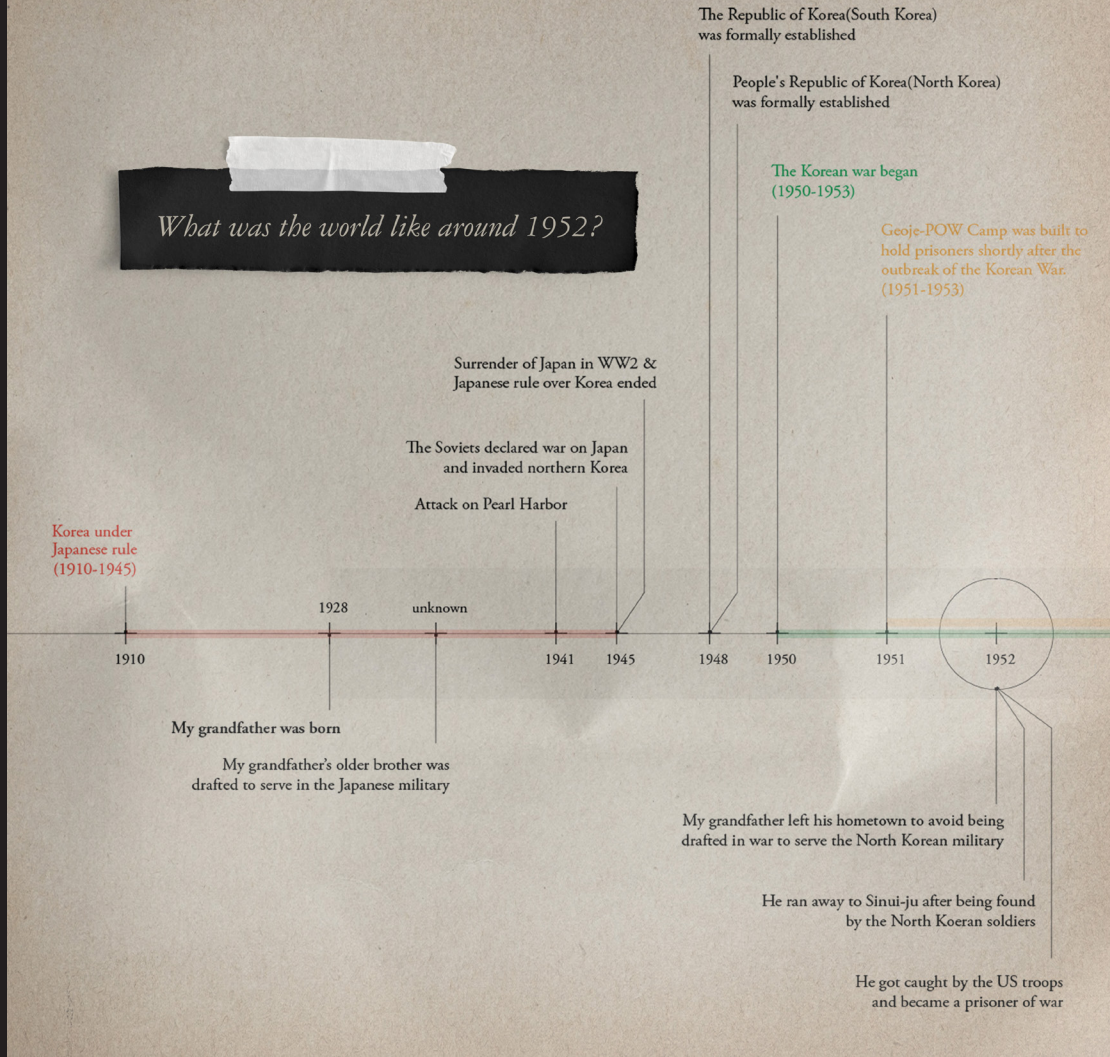 The Republic of Korea(South Korea)
was formally established
People's Republic of Korea(North Korea)
was formally established
The Korean war began
(1950-1953)
What was the world like around 1952?
Geoje-POW Camp was built to
hold prisoners shortly after the
outbreak of the Korean War.
(1951-1953)
Surrender of Japan in WW2 &
Japanese rule over Korea ended
The Soviets declared war on Japan
and invaded northern Korea
Attack on Pearl Harbor
Korea under
Japanese rule
(1910-1945)
1928
unknown
1910
1941
1945
1948
1950
1951
1952
My grandfather was born
My grandfather's older brother was
drafted to serve in the Japanese military
My grandfather left his hometown to avoid being
drafted in war to serve the North Korean military
He ran away to Sinui-ju after being found
by the North Koeran soldiers
He got caught by the US troops
and became a prisoner of war